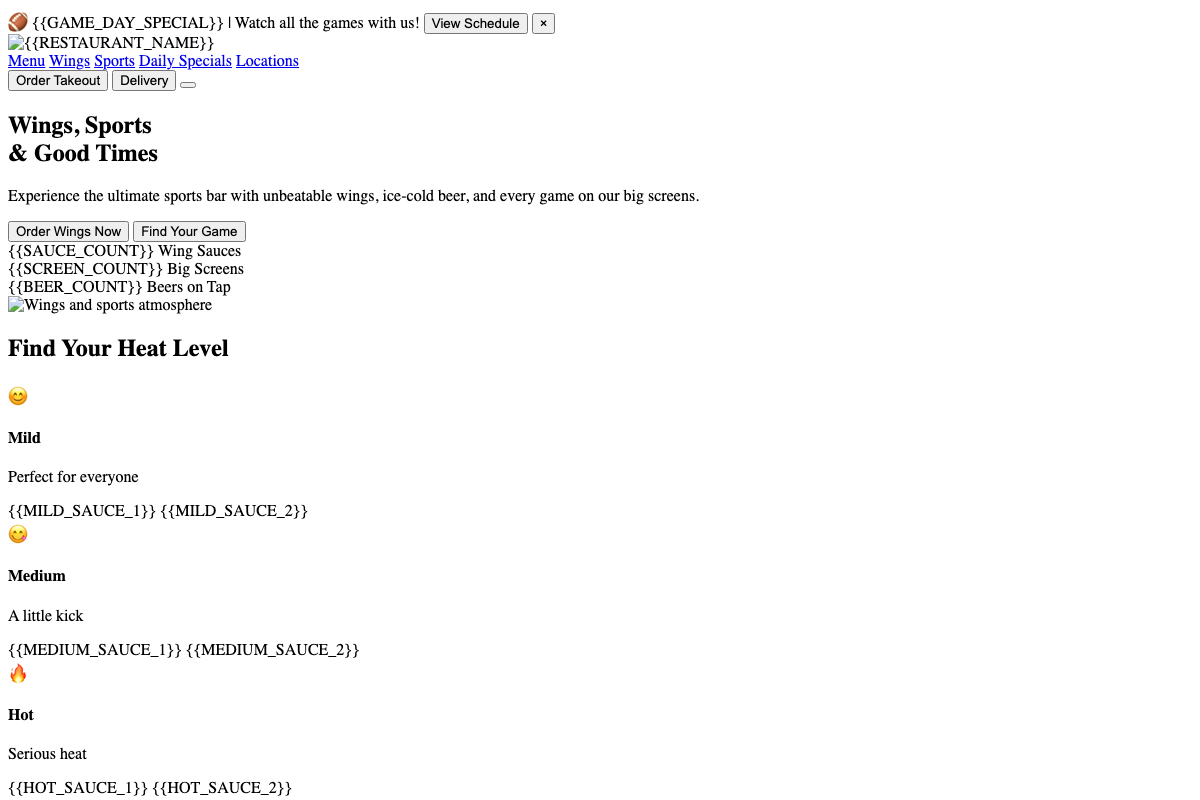 🏈 {{GAME_DAY_SPECIAL}} | Watch all the games with us! View Schedule ×
{{RESTAURANT_NAME}}
Menu Wings Sports Daily Specials Locations
Order Takeout Delivery
Wings, Sports
& Good Times
Experience the ultimate sports bar with unbeatable wings, ice-cold beer, and every game on our big screens.
Order Wings Now Find Your Game
{{SAUCE_COUNT}} Wing Sauces
{{SCREEN_COUNT}} Big Screens
{{BEER_COUNT}} Beers on Tap
Wings and sports atmosphere
Find Your Heat Level
😊
Mild
Perfect for everyone
{{MILD_SAUCE_1}} {{MILD_SAUCE_2}}
😋
Medium
A little kick
{{MEDIUM_SAUCE_1}} {{MEDIUM_SAUCE_2}}
🔥
Hot
Serious heat
{{HOT_SAUCE_1}} {{HOT_SAUCE_2}}